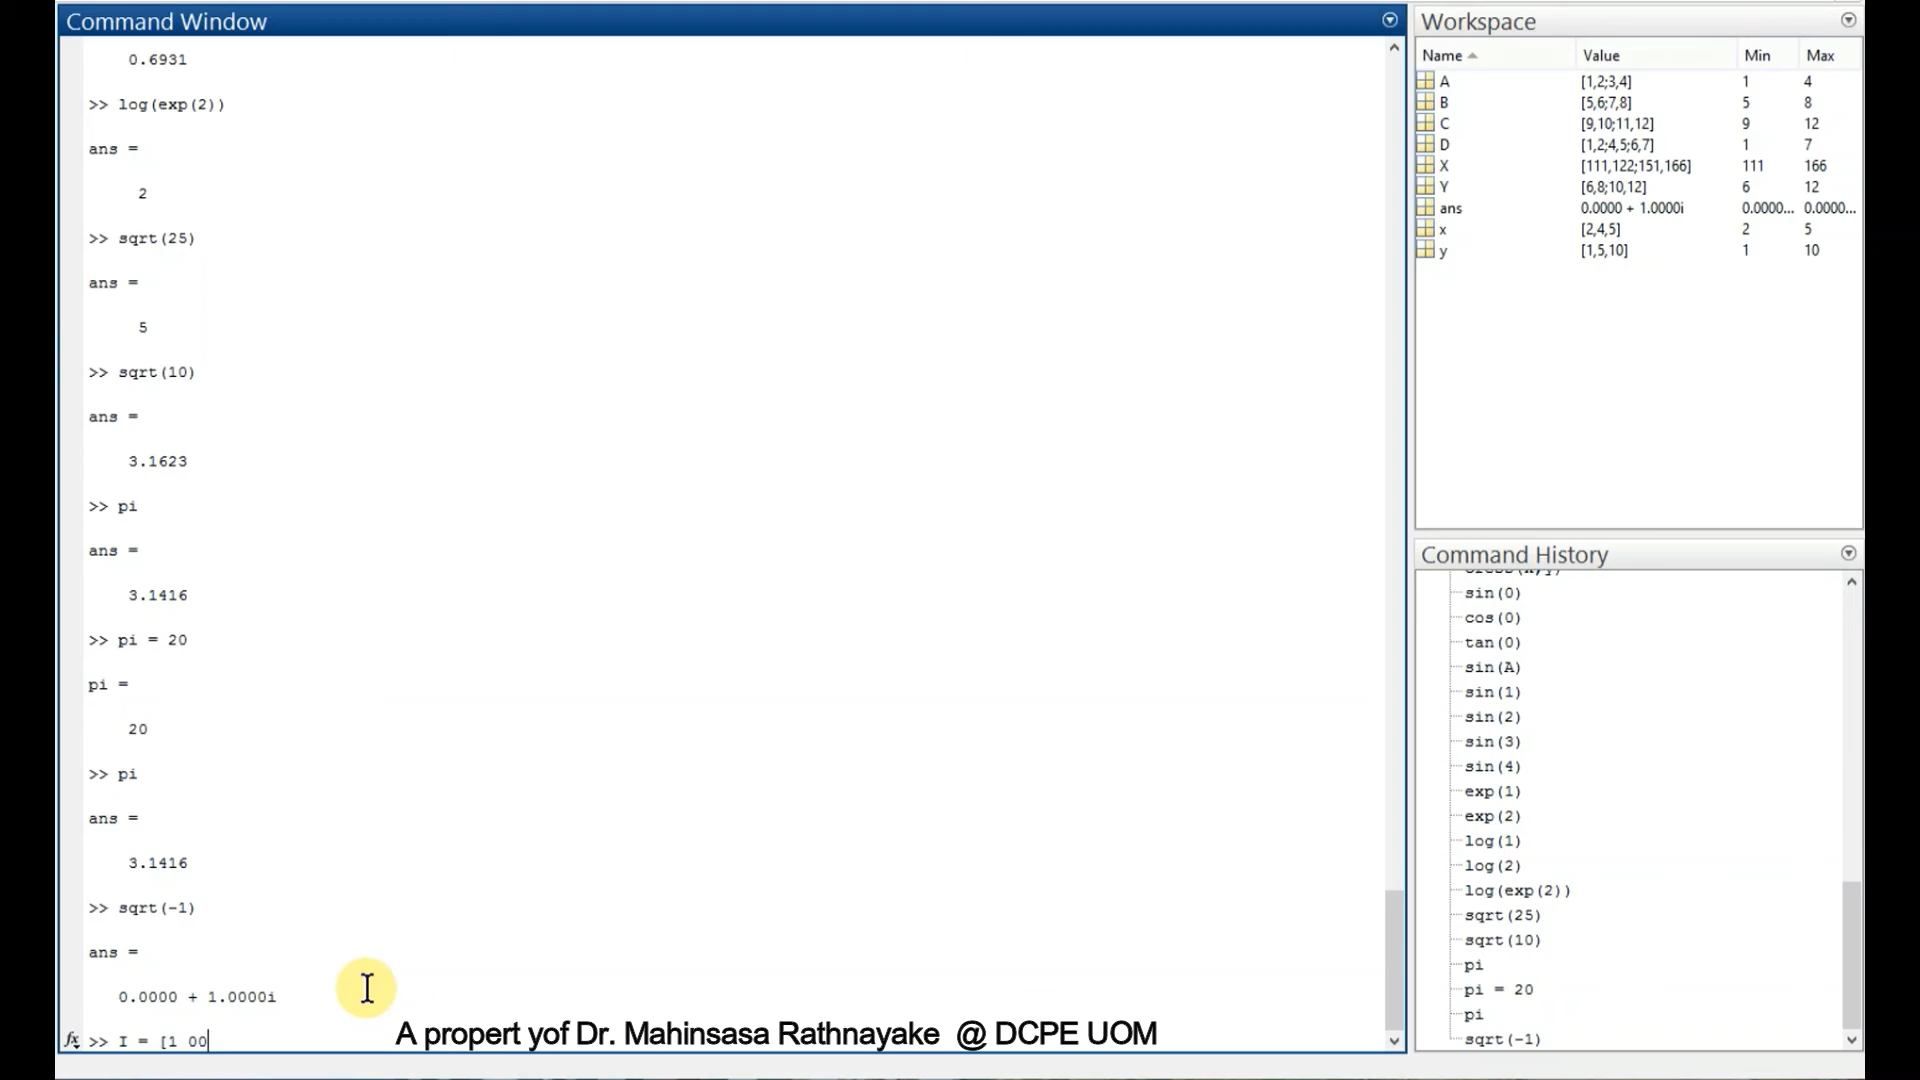 Command Window
0.6931
>> log(exp(2))
ans =
2
>> sqrt(25)
ans =
5
>> sqrt(10)
ans =
3.1623
>> pi
ans =
3.1416
>> pi = 20
pi =
20
>> pi
ans =
3.1416
>> sqrt(-1)
ans =
0.0000 + 1.0000i
fx >> I = [1 00
A propert yof Dr. Mahinsasa Rathnayake @ DCPE UOM
Workspace
Name Value Min Max
A [1,2;3,4] 1 4
B [5,6;7,8] 5 8
C [9,10;11,12] 9 12
D [1,2;4,5;6,7] 1 7
X [111,122;151,166] 111 166
Y [6,8;10,12] 6 12
ans 0.0000 + 1.0000i 0.0000... 0.0000...
x [2,4,5] 2 5
y [1,5,10] 1 10
Command History
sin(0)
cos(0)
tan(0)
sin(A)
sin(1)
sin(2)
sin(3)
sin(4)
exp(1)
exp(2)
log(1)
log(2)
log(exp(2))
sqrt(25)
sqrt(10)
pi
pi = 20
pi
sqrt(-1)